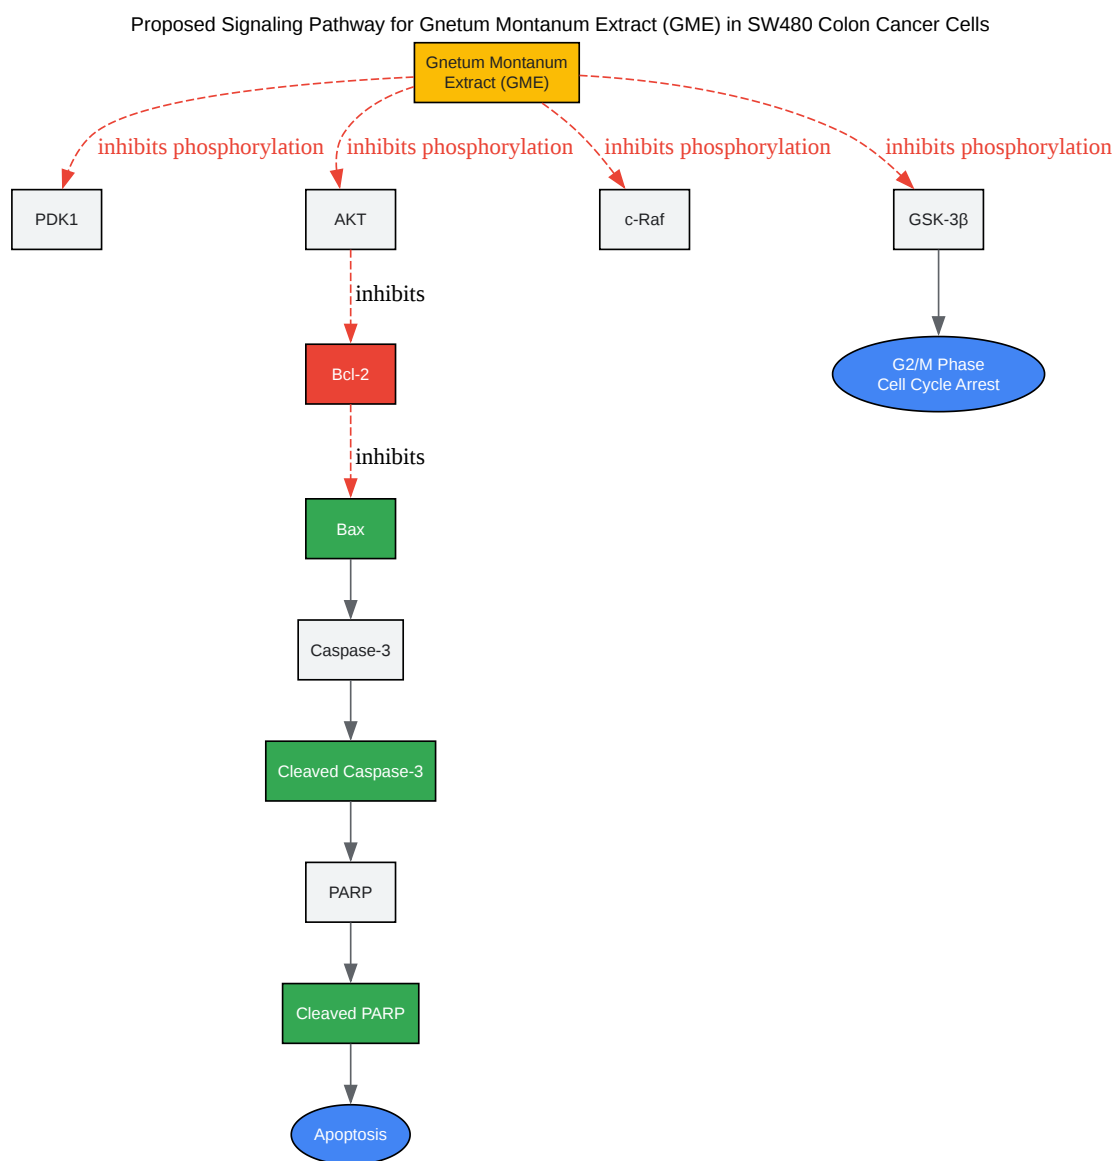 Proposed Signaling Pathway for Gnetum Montanum Extract (GME) in SW480 Colon Cancer Cells
Gnetum Montanum
Extract (GME)
inhibits phosphorylation
inhibits phosphorylation
inhibits phosphorylation
inhibits phosphorylation
PDK1
AKT
c-Raf
GSK-3β
inhibits
Bcl-2
G2/M Phase
Cell Cycle Arrest
inhibits
Bax
Caspase-3
Cleaved Caspase-3
PARP
Cleaved PARP
Apoptosis